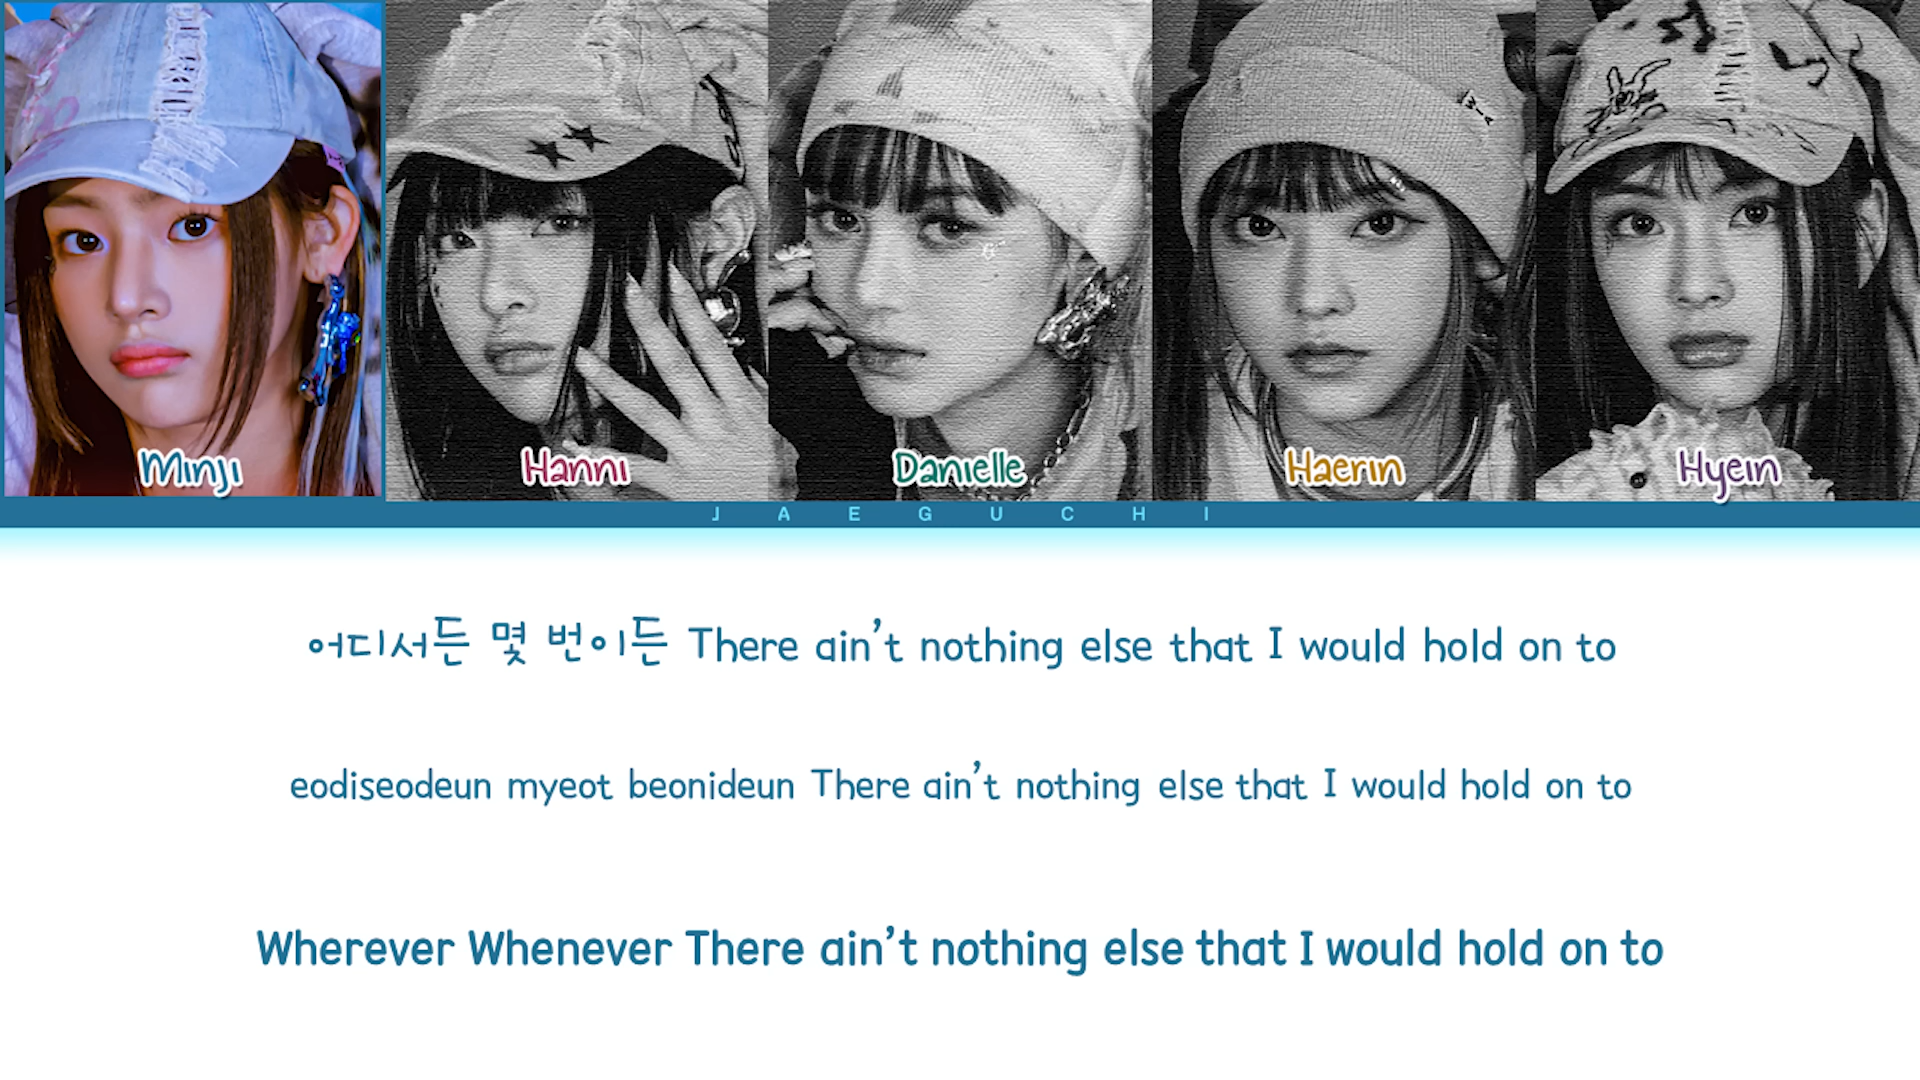 Minji
Hanni
Danielle
Haerin
Hyein
JAEGUCHI
어디서든 몇 번이든 There ain't nothing else that I would hold on to
eodiseodeun myeot beonideun There ain't nothing else that I would hold on to
Wherever Whenever There ain't nothing else that I would hold on to